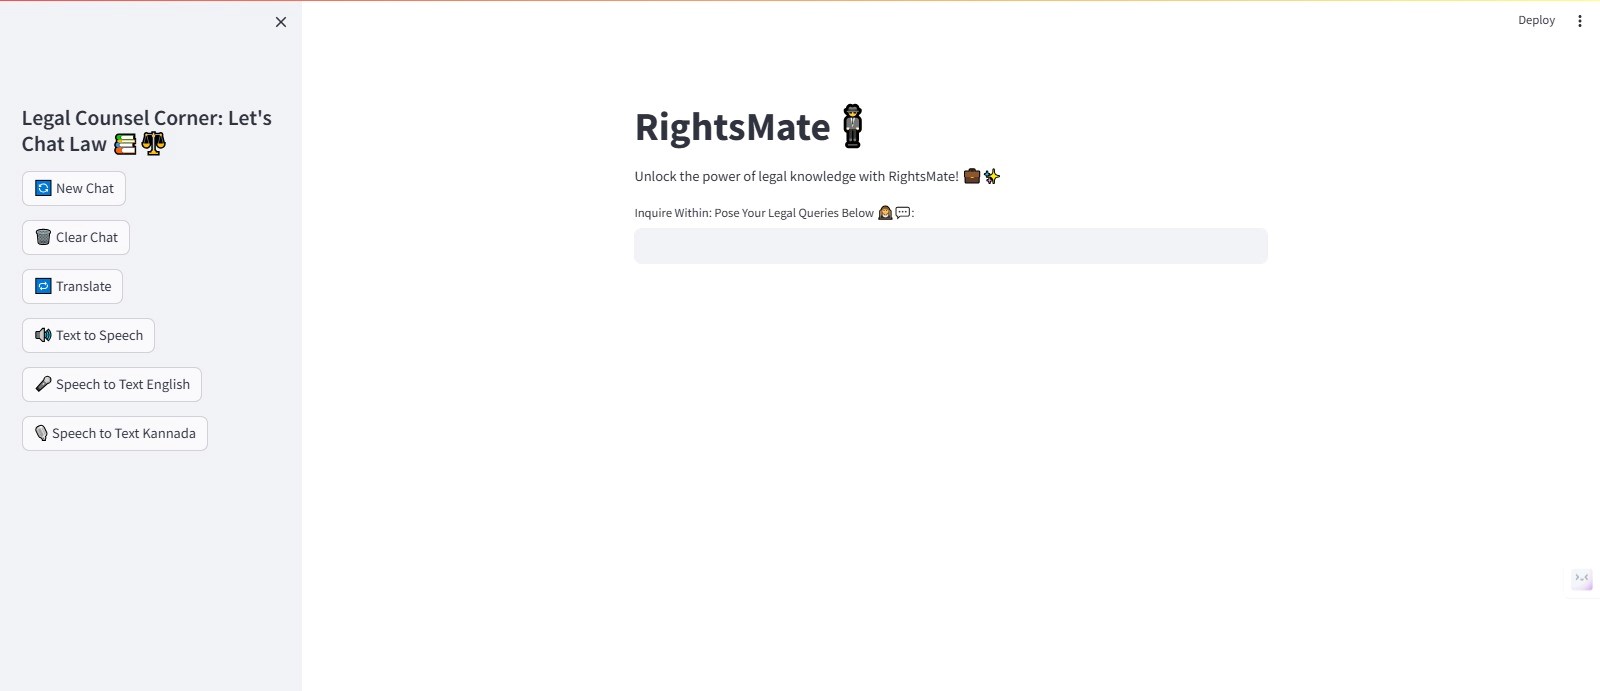 Deploy
Legal Counsel Corner: Let's
Chat Law 📚⚖️
🔄 New Chat
🗑️ Clear Chat
🔁 Translate
🔊 Text to Speech
🎤 Speech to Text English
🎙️ Speech to Text Kannada
RightsMate 🕴️
Unlock the power of legal knowledge with RightsMate! 💼✨
Inquire Within: Pose Your Legal Queries Below 👩‍⚖️💬: